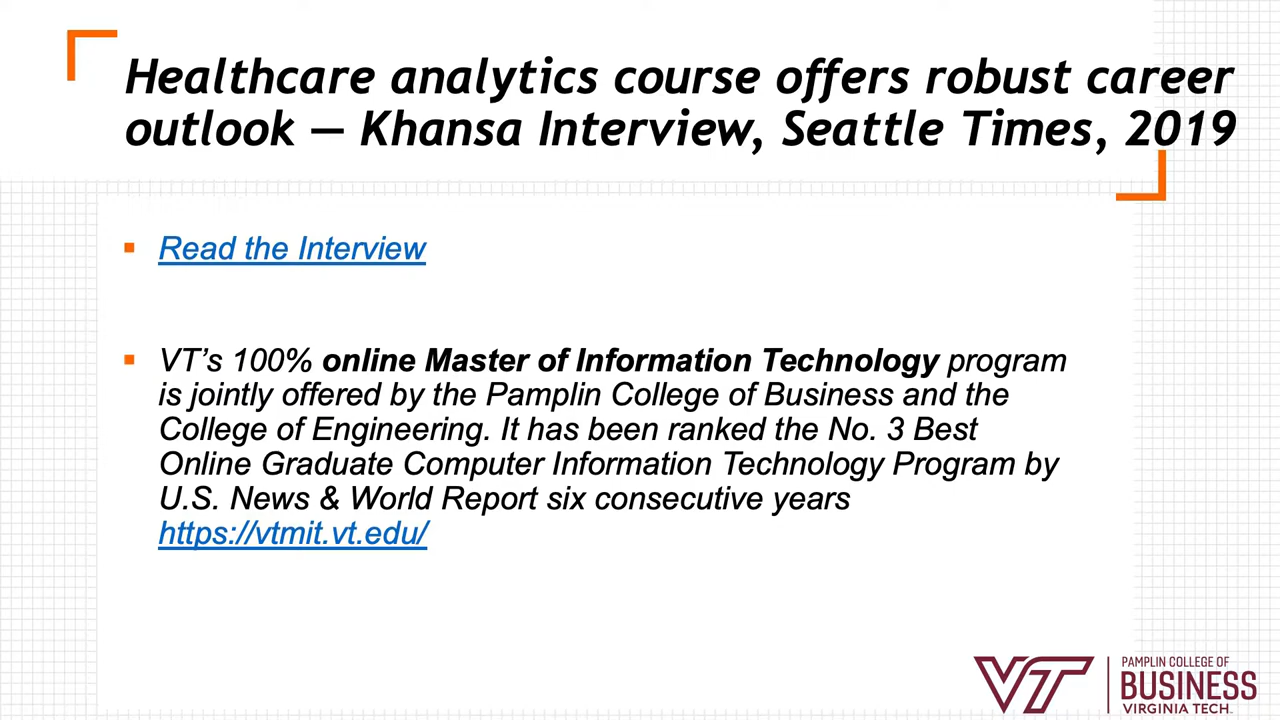 Healthcare analytics course offers robust career
outlook — Khansa Interview, Seattle Times, 2019
▪ Read the Interview
▪ VT’s 100% online Master of Information Technology program
is jointly offered by the Pamplin College of Business and the
College of Engineering. It has been ranked the No. 3 Best
Online Graduate Computer Information Technology Program by
U.S. News & World Report six consecutive years
https://vtmit.vt.edu/
VT
PAMPLIN COLLEGE OF
BUSINESS
VIRGINIA TECH